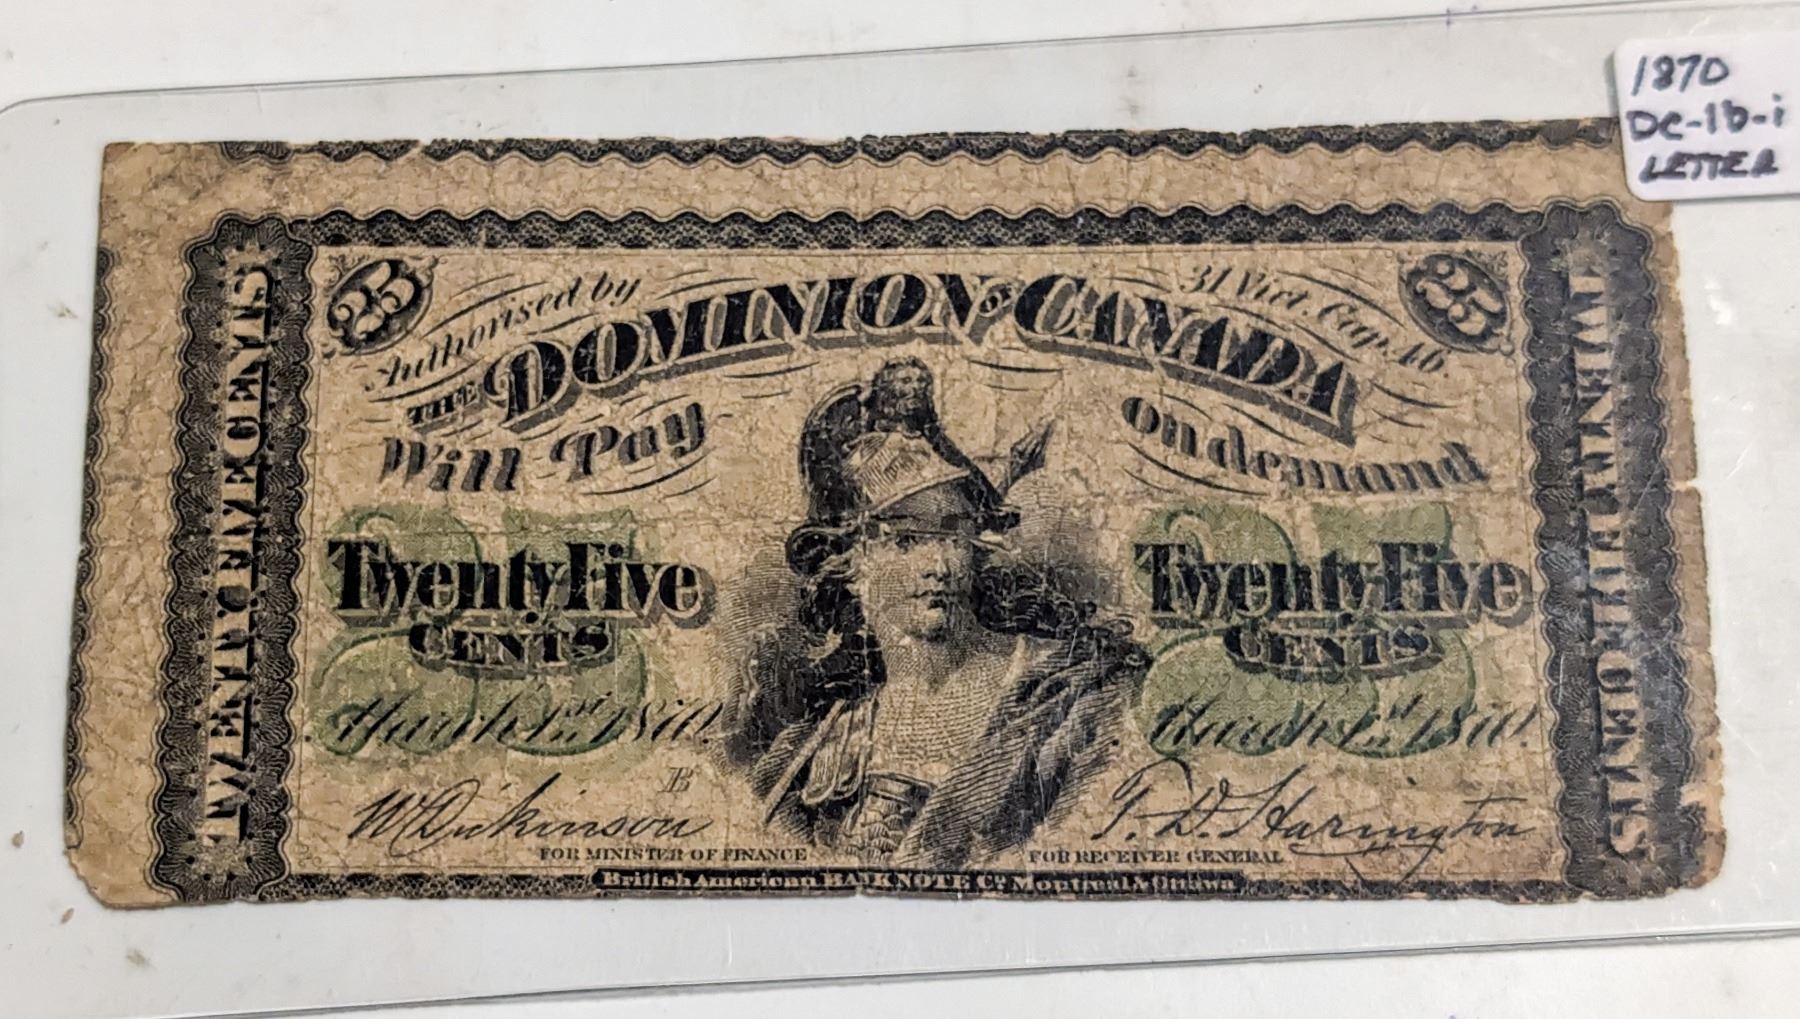 1870
DC-1b-i
LETTER
25
25
Authorised by
31 Vict. Cap. 46.
THE DOMINION OF CANADA
Will Pay
On demand
Twenty Five
CENTS
Twenty Five
CENTS
March 1st 1870.
March 1st 1870.
B
W Dickinson
T. D. Harington
FOR MINISTER OF FINANCE
FOR RECEIVER GENERAL
British American BANK NOTE Co. Montreal & Ottawa
TWENTY FIVE CENTS
TWENTY FIVE CENTS